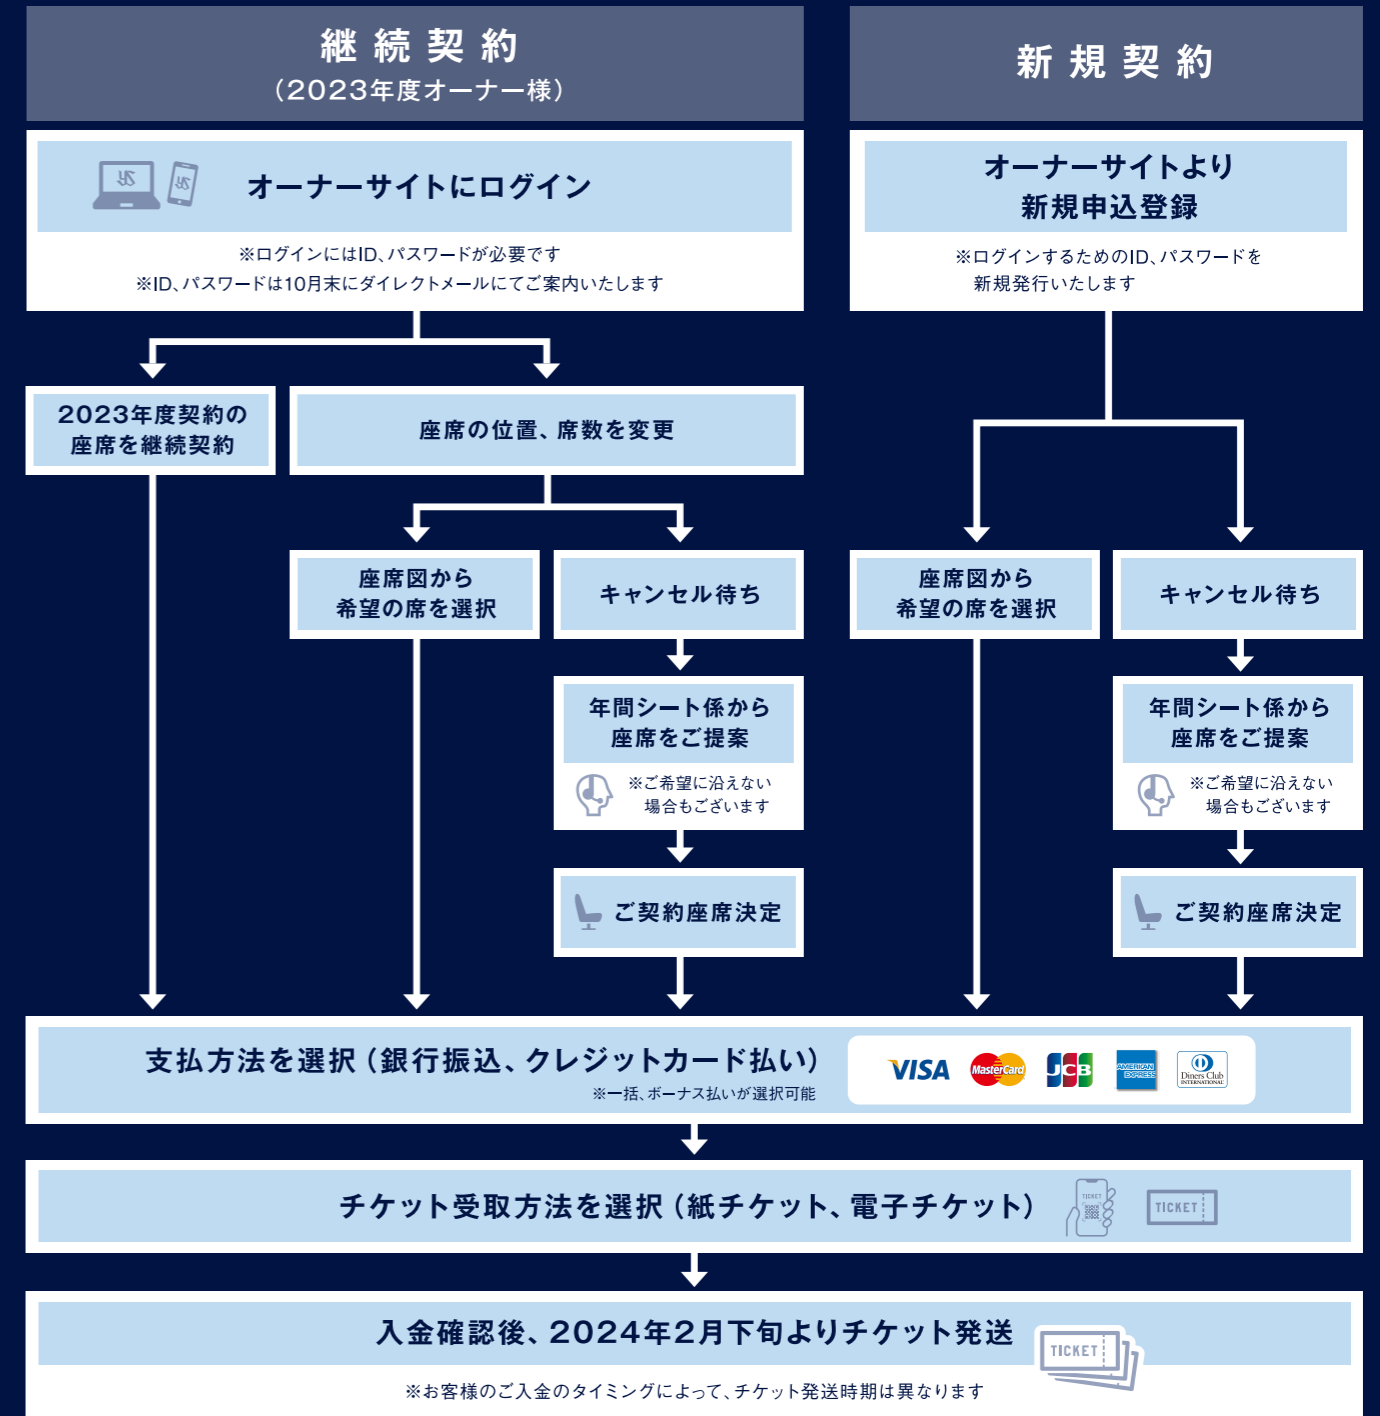 継続契約
（2023年度オーナー様）
オーナーサイトにログイン
※ログインにはID、パスワードが必要です
※ID、パスワードは10月末にダイレクトメールにてご案内いたします
新規契約
オーナーサイトより
新規申込登録
※ログインするためのID、パスワードを
新規発行いたします
2023年度契約の
座席を継続契約
座席の位置、席数を変更
座席図から
希望の席を選択
キャンセル待ち
年間シート係から
座席をご提案
※ご希望に沿えない
場合もございます
ご契約座席決定
座席図から
希望の席を選択
キャンセル待ち
年間シート係から
座席をご提案
※ご希望に沿えない
場合もございます
ご契約座席決定
支払方法を選択（銀行振込、クレジットカード払い）
※一括、ボーナス払いが選択可能
VISA
MasterCard
JCB
AMERICAN
EXPRESS
Diners Club
INTERNATIONAL
チケット受取方法を選択（紙チケット、電子チケット）
TICKET
TICKET
入金確認後、2024年2月下旬よりチケット発送
TICKET
※お客様のご入金のタイミングによって、チケット発送時期は異なります